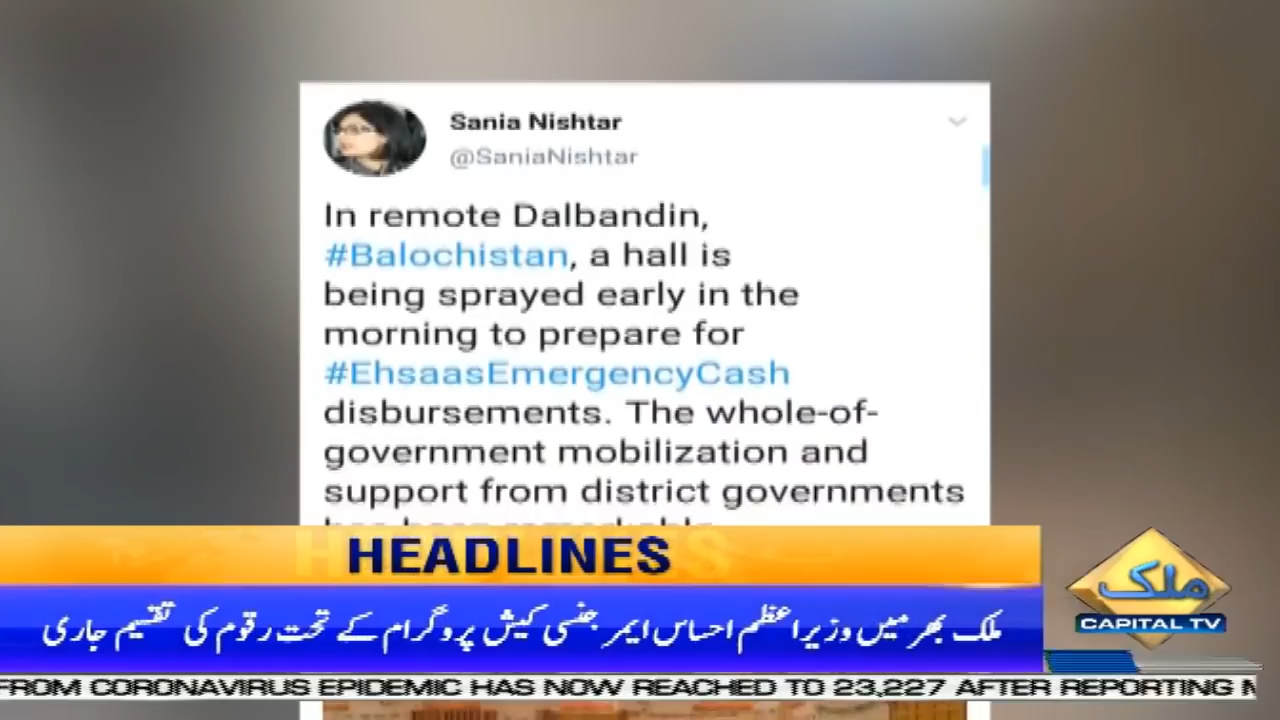 Sania Nishtar
@SaniaNishtar
In remote Dalbandin,
#Balochistan, a hall is
being sprayed early in the
morning to prepare for
#EhsaasEmergencyCash
disbursements. The whole-of-
government mobilization and
support from district governments
HEADLINES
ملک
CAPITAL TV
ملک بھر میں وزیراعظم احساس ایمرجنسی کیش پروگرام کے تحت رقوم کی تقسیم جاری
FROM CORONAVIRUS EPIDEMIC HAS NOW REACHED TO 23,227 AFTER REPORTING